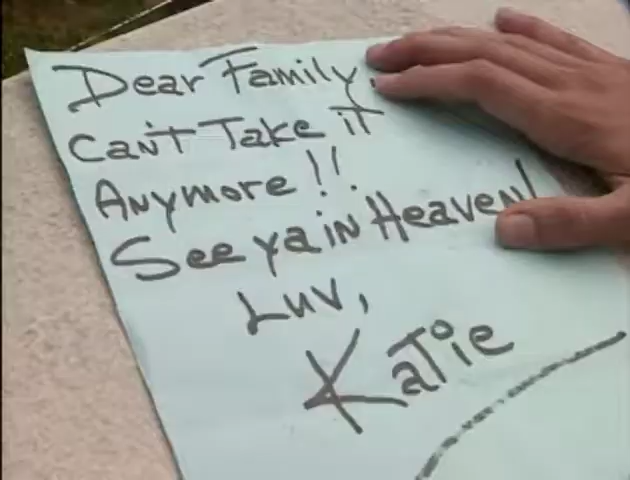 Dear Family,
Can't Take it
Anymore!!
See ya in Heaven!
Luv,
Katie